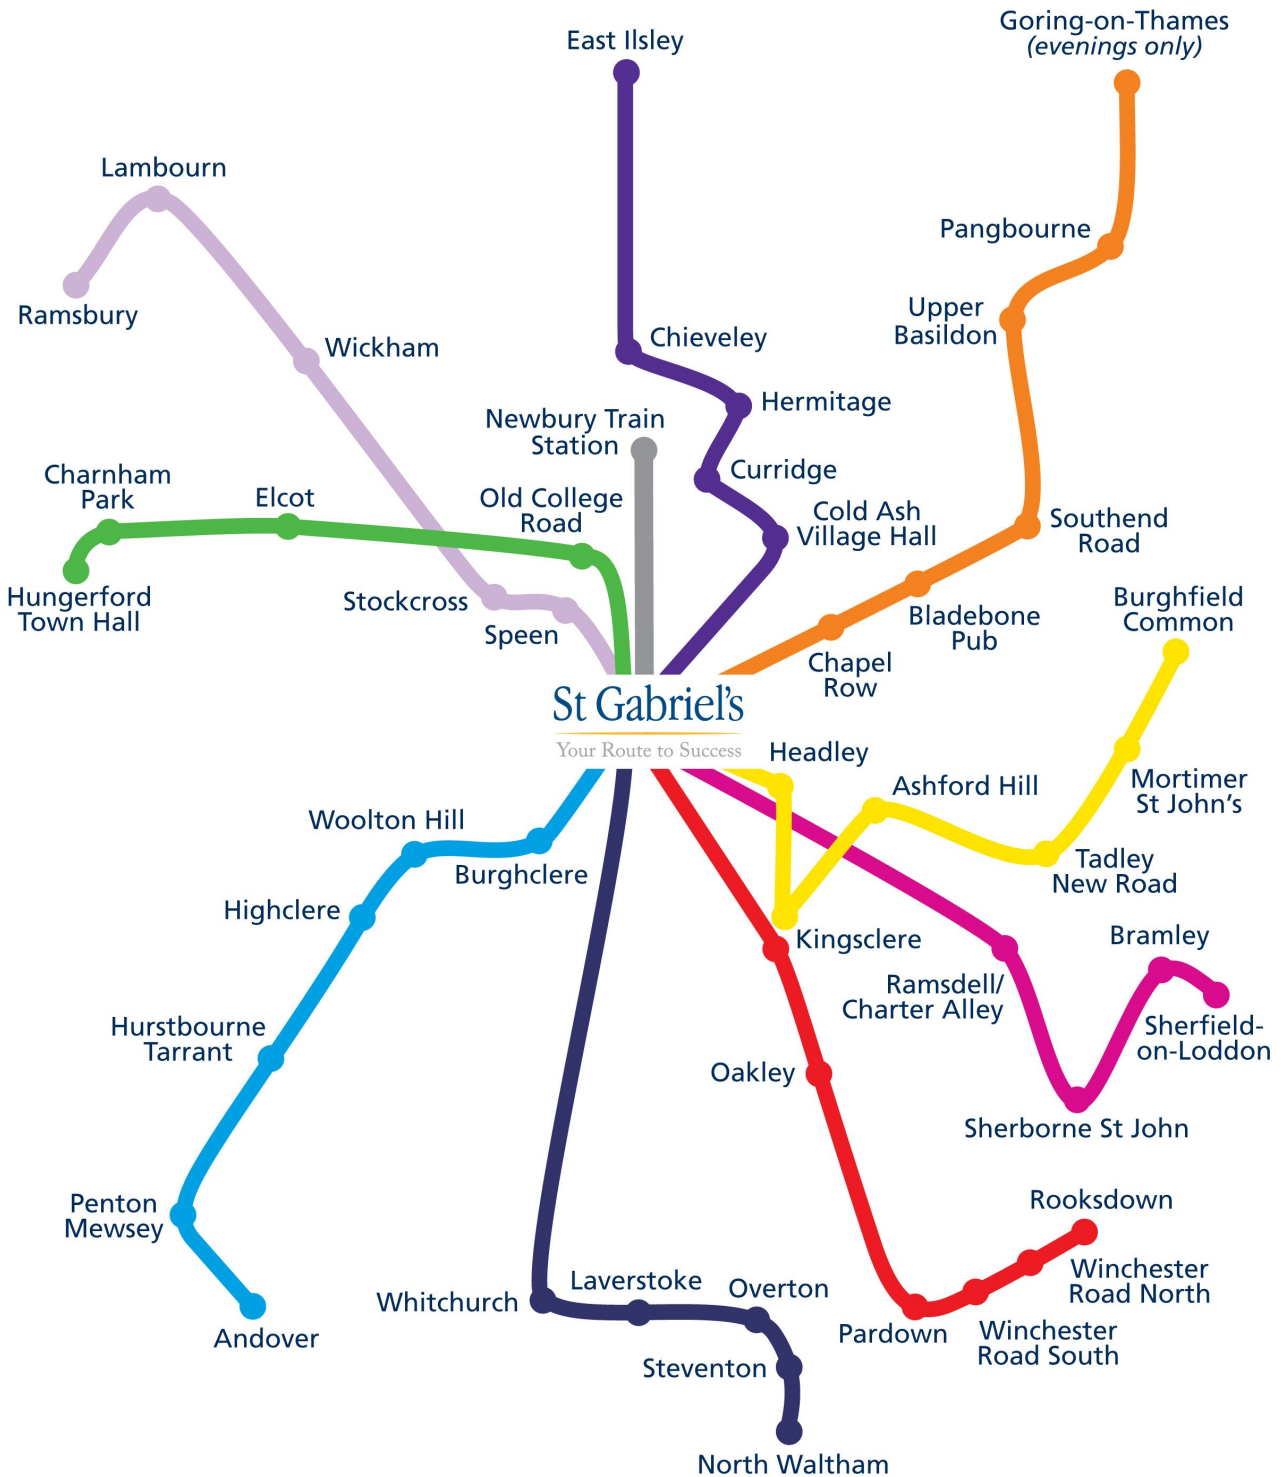 Goring-on-Thames
(evenings only)
East Ilsley
Lambourn
Pangbourne
Ramsbury
Upper
Basildon
Chieveley
Wickham
Hermitage
Newbury Train
Station
Curridge
Charnham
Park
Elcot
Old College
Road
Cold Ash
Village Hall
Southend
Road
Hungerford
Town Hall
Stockcross
Speen
Bladebone
Pub
Burghfield
Common
Chapel
Row
St Gabriel's
Your Route to Success
Headley
Ashford Hill
Mortimer
St John's
Woolton Hill
Burghclere
Tadley
New Road
Highclere
Kingsclere
Bramley
Ramsdell/
Charter Alley
Hurstbourne
Tarrant
Sherfield-
on-Loddon
Oakley
Sherborne St John
Penton
Mewsey
Rooksdown
Whitchurch
Laverstoke
Overton
Winchester
Road North
Andover
Pardown
Winchester
Road South
Steventon
North Waltham